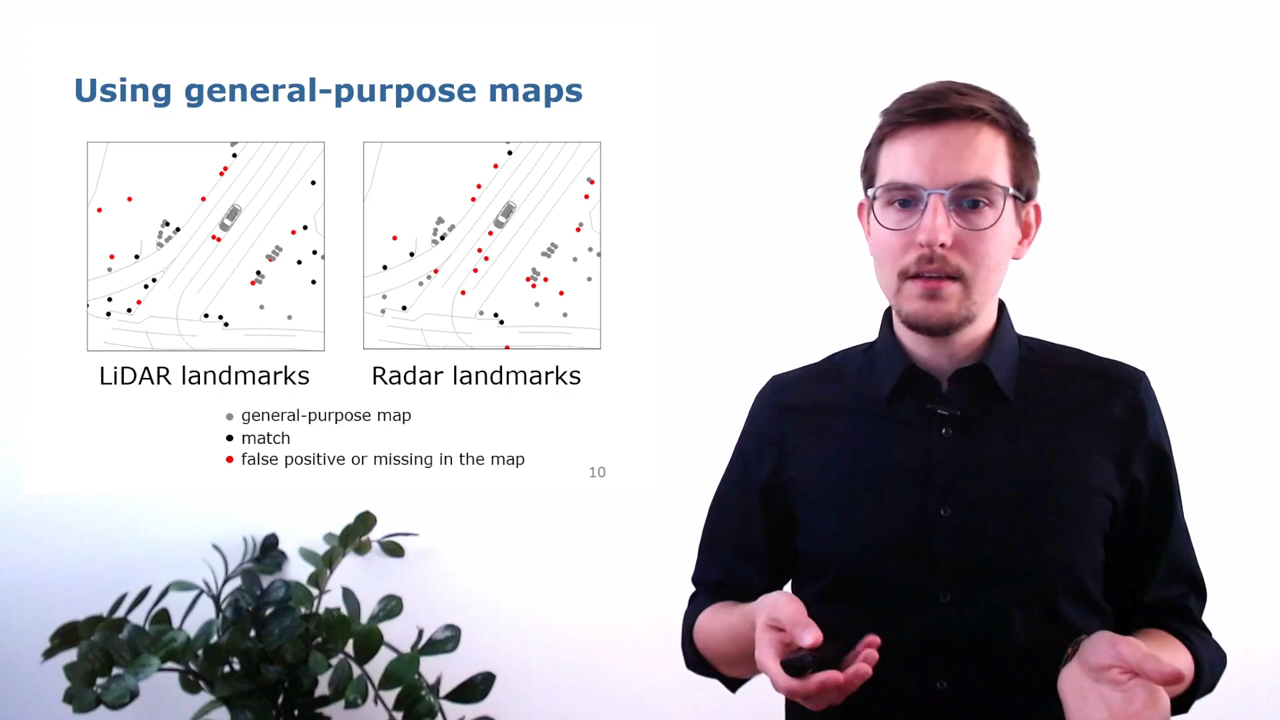 Using general-purpose maps
LiDAR landmarks
Radar landmarks
general-purpose map
match
false positive or missing in the map
10